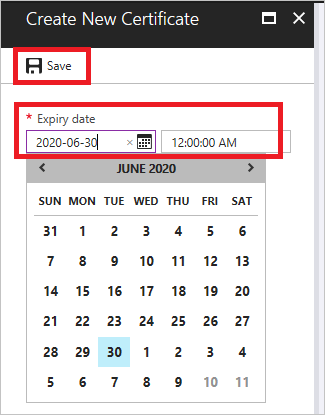 Create New Certificate
Save
* Expiry date
2020-06-30 × 12:00:00 AM
JUNE 2020
SUN MON TUE WED THU FRI SAT
31 1 2 3 4 5 6
7 8 9 10 11 12 13
14 15 16 17 18 19 20
21 22 23 24 25 26 27
28 29 30 1 2 3 4
5 6 7 8 9 10 11